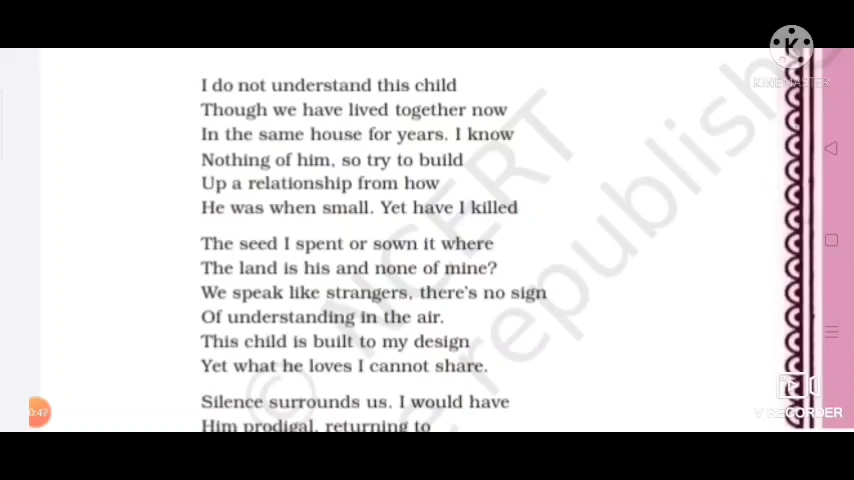 I do not understand this child
Though we have lived together now
In the same house for years. I know
Nothing of him, so try to build
Up a relationship from how
He was when small. Yet have I killed
The seed I spent or sown it where
The land is his and none of mine?
We speak like strangers, there's no sign
Of understanding in the air.
This child is built to my design
Yet what he loves I cannot share.
Silence surrounds us. I would have
Him prodigal, returning to
© NCERT
republishe
K
KINEMASTER
0:47
V RECORDER